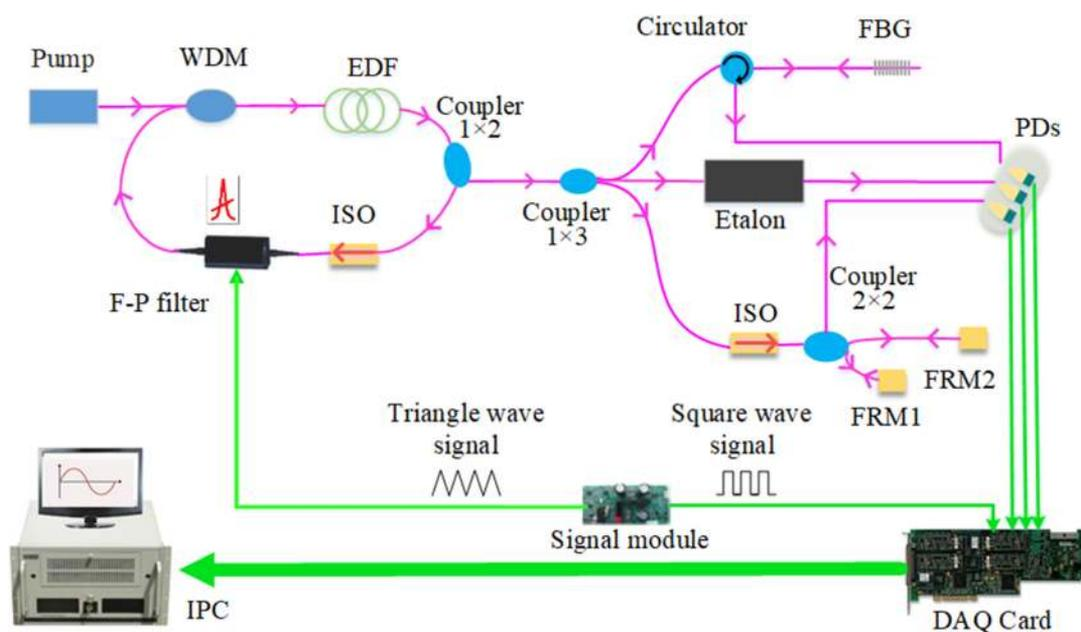 Pump
WDM
EDF
Coupler
1×2
Circulator
FBG
PDs
ISO
F-P filter
Coupler
1×3
Etalon
ISO
Coupler
2×2
FRM2
FRM1
Triangle wave
signal
Square wave
signal
Signal module
IPC
DAQ Card